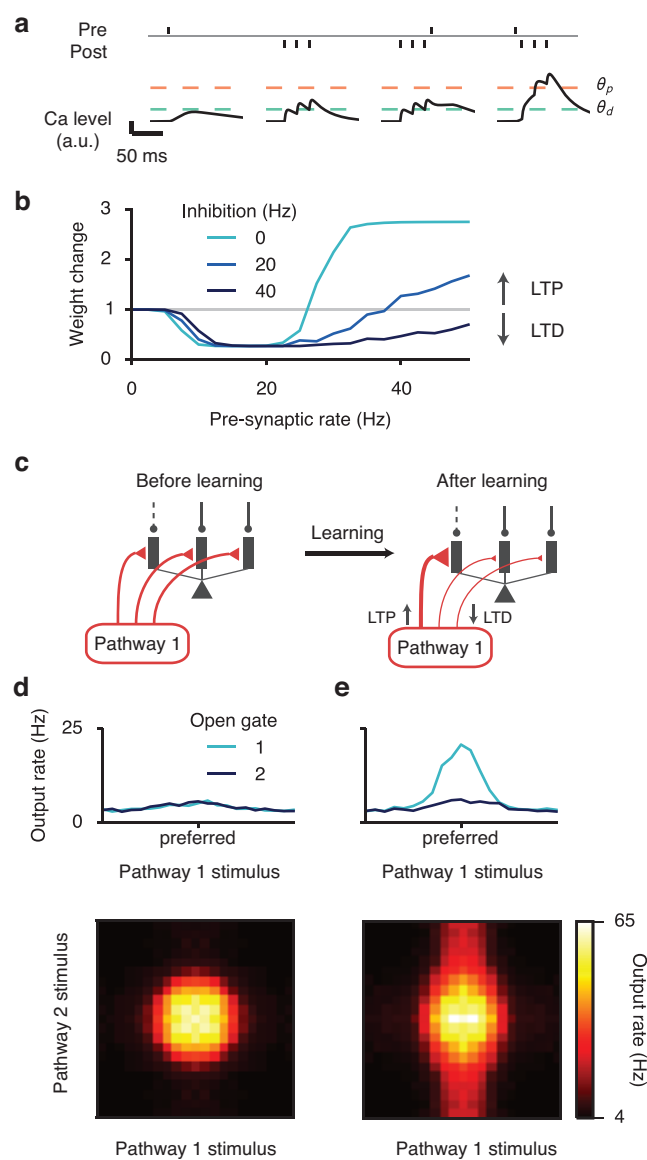 a
Pre
Post
θp
θd
Ca level
(a.u.)
50 ms
b
3
2
1
0
Weight change
Inhibition (Hz)
0
20
40
LTP
LTD
0
20
40
Pre-synaptic rate (Hz)
c
Before learning
After learning
Learning
LTP
LTD
Pathway 1
Pathway 1
d
e
25
0
Output rate (Hz)
Open gate
1
2
preferred
preferred
Pathway 1 stimulus
Pathway 1 stimulus
Pathway 2 stimulus
65
4
Output rate (Hz)
Pathway 1 stimulus
Pathway 1 stimulus